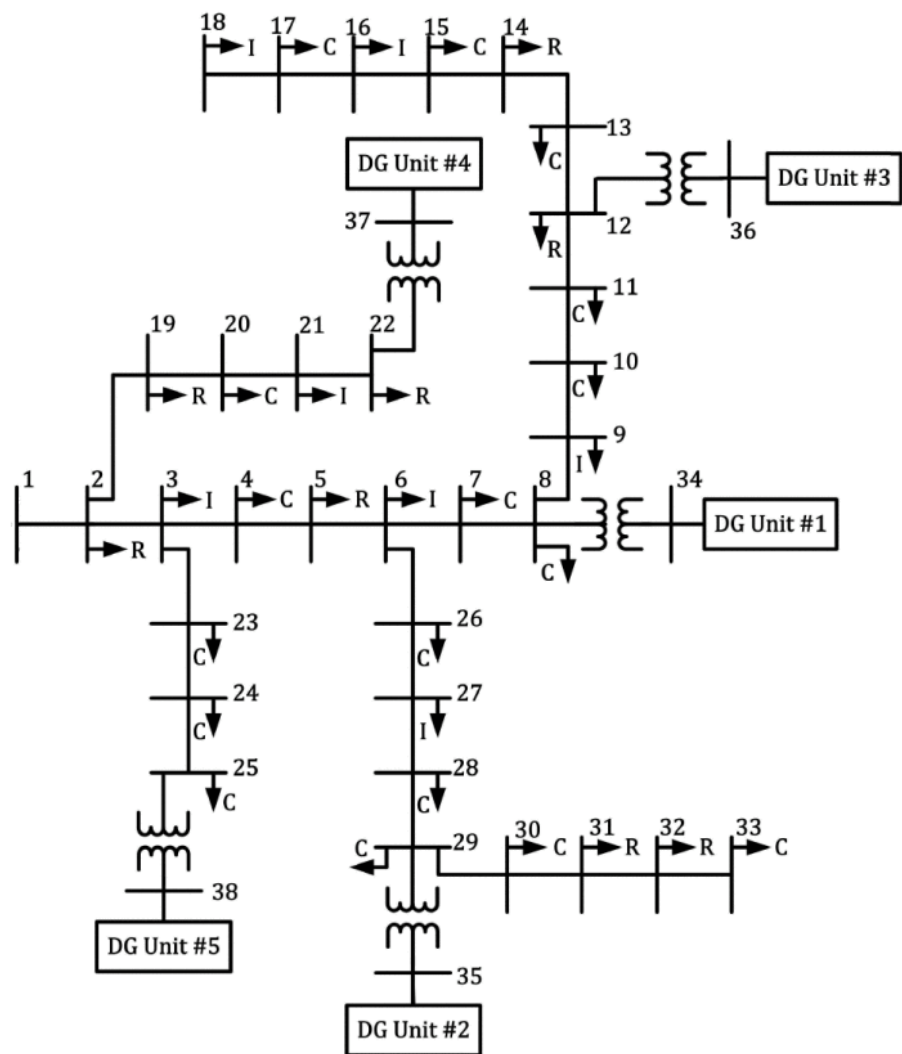 18 17 16 15 14
I C I C R
13
C
DG Unit #4
DG Unit #3
37
12
R
36
11
C
19 20 21 22
10
R C I R
C
9
I
1 2 3 4 5 6 7 8 34
I C R I C
DG Unit #1
R
C
23 26
C C
24 27
C I
25 28
C C
C 29 30 31 32 33
C R R C
38
DG Unit #5
35
DG Unit #2